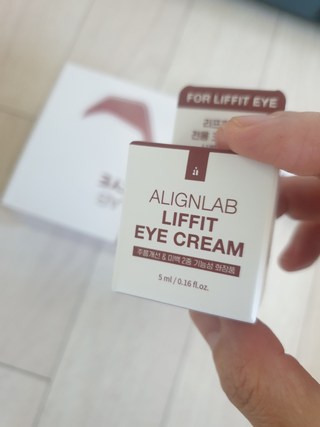 FOR LIFFIT EYE
á
ALIGNLAB
LIFFIT
EYE CREAM
주름개선 & 미백 2중 기능성 화장품
5 ml / 0.16 fl.oz.